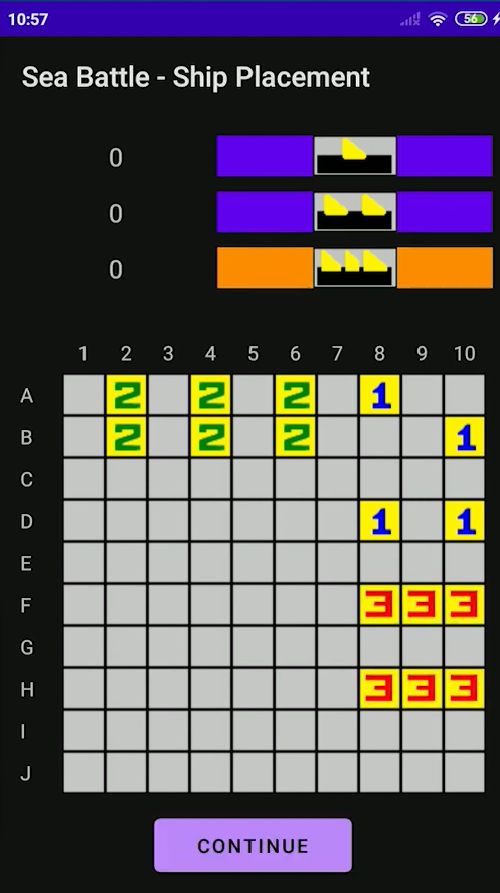 10:57 56
Sea Battle - Ship Placement
0
0
0
1 2 3 4 5 6 7 8 9 10
A 2 2 2 1
B 2 2 2 1
C
D 1 1
E
F 3 3 3
G
H 3 3 3
I
J
CONTINUE